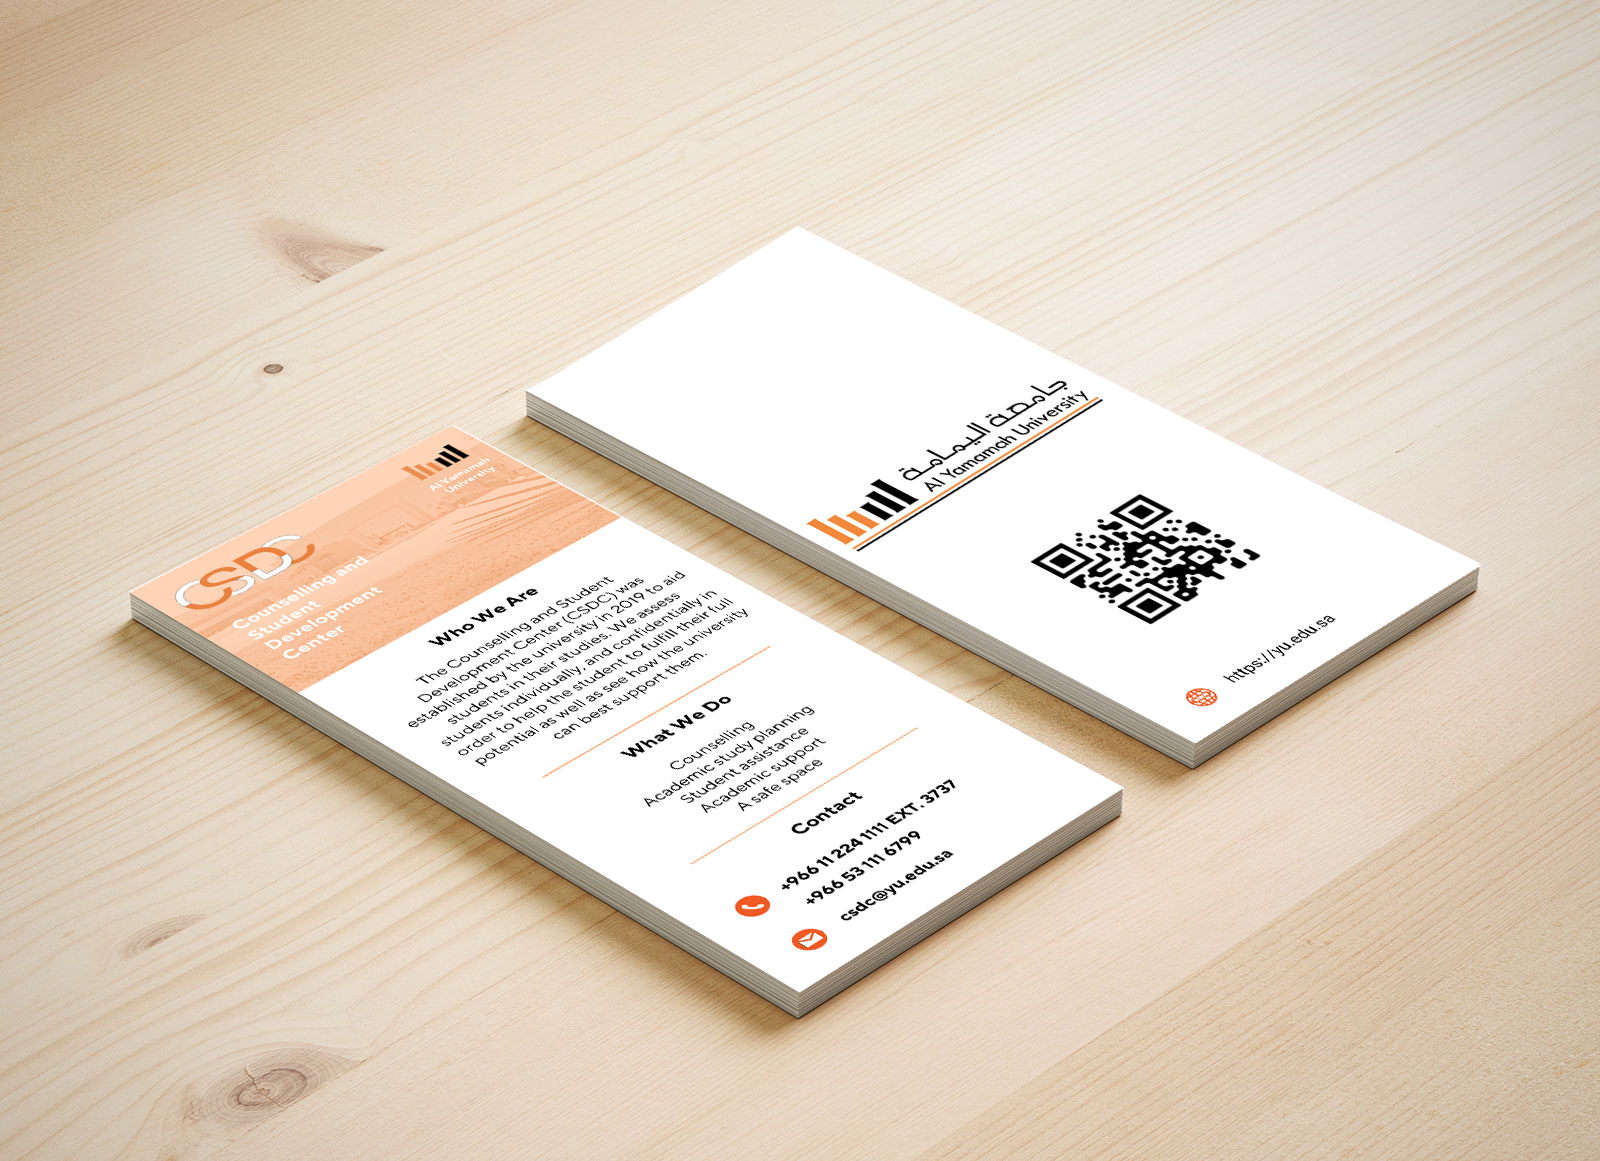 CSDC
Counselling and
Student
Development
Center
Al Yamamah
University
Who We Are
The Counselling and Student
Development Center (CSDC) was
established by the university in 2019 to aid
students in their studies. We assess
students individually, and confidentially in
order to help the student to fulfill their full
potential as well as see how the university
can best support them.
What We Do
Counselling
Academic study planning
Student assistance
Academic support
A safe space
Contact
+966 11 224 1111 EXT. 3737
+966 53 111 6799
csdc@yu.edu.sa
جامعة اليمامة
Al Yamamah University
https://yu.edu.sa